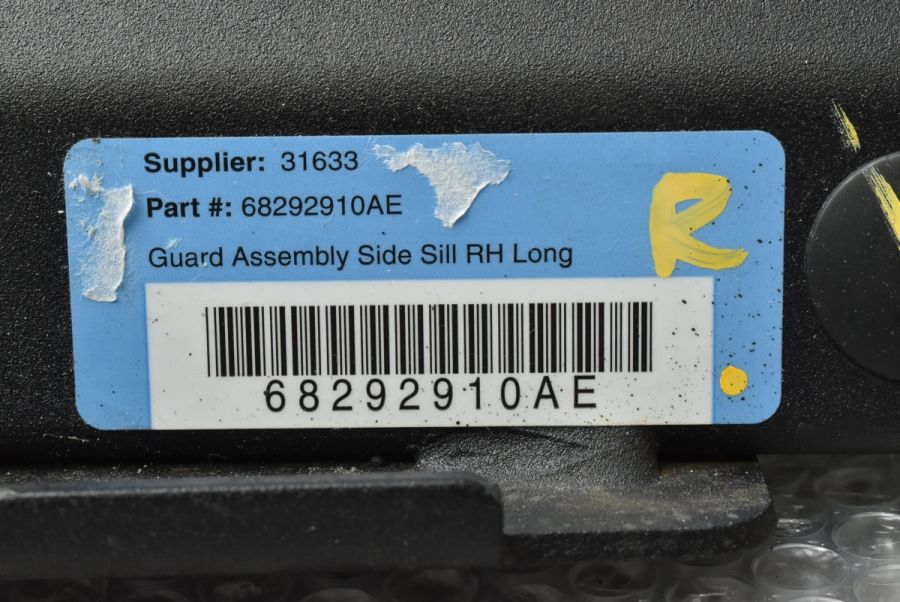 Supplier: 31633
Part #: 68292910AE
R
Guard Assembly Side Sill RH Long
68292910AE